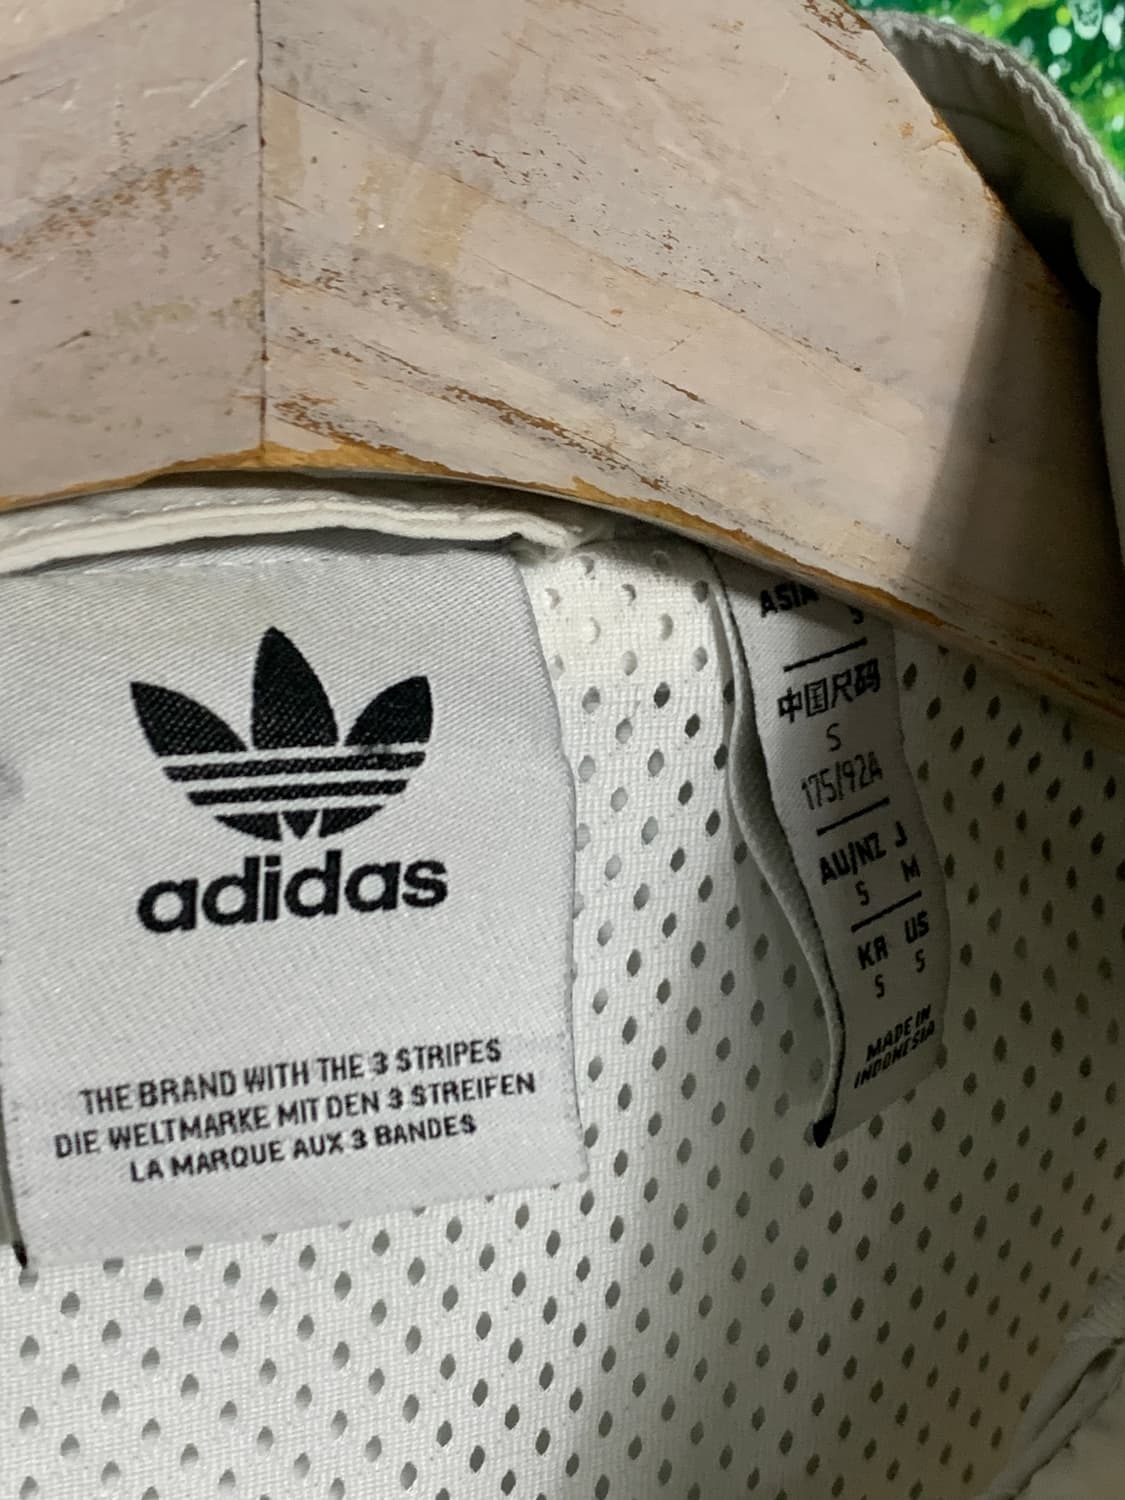 adidas
THE BRAND WITH THE 3 STRIPES
DIE WELTMARKE MIT DEN 3 STREIFEN
LA MARQUE AUX 3 BANDES
ASIA
S
中国尺码
S
175/92A
AU/NZ J
S M
KR US
S S
MADE IN
INDONESIA